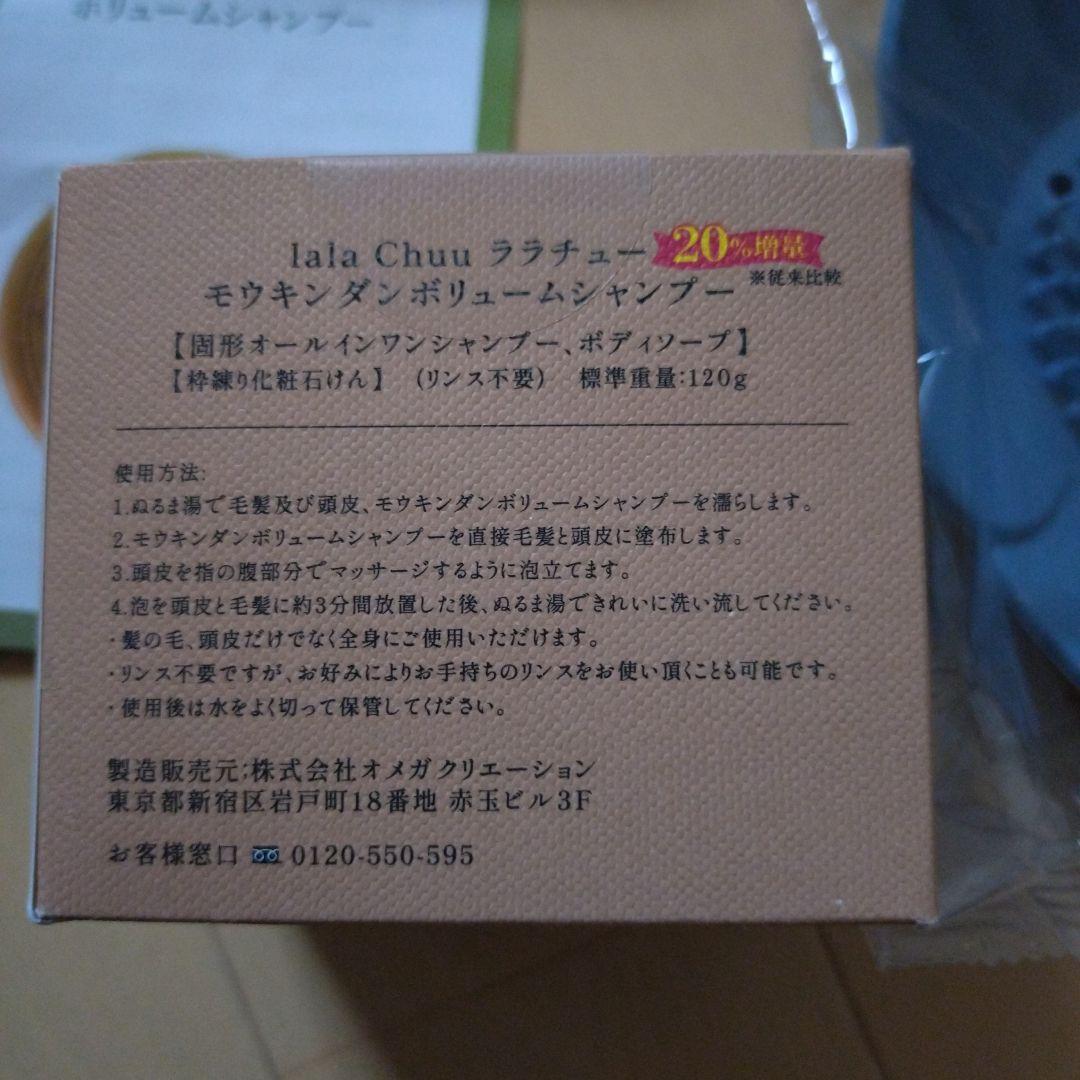 ボリュームシャンプー
lala Chuu ララチュー 20%増量
※従来比較
モウキンダンボリュームシャンプー
【固形オールインワンシャンプー、ボディソープ】
【枠練り化粧石けん】 (リンス不要) 標準重量:120g
使用方法:
1.ぬるま湯で毛髪及び頭皮、モウキンダンボリュームシャンプーを濡らします。
2.モウキンダンボリュームシャンプーを直接毛髪と頭皮に塗布します。
3.頭皮を指の腹部分でマッサージするように泡立てます。
4.泡を頭皮と毛髪に約3分間放置した後、ぬるま湯できれいに洗い流してください。
・髪の毛、頭皮だけでなく全身にご使用いただけます。
・リンス不要ですが、お好みによりお手持ちのリンスをお使い頂くことも可能です。
・使用後は水をよく切って保管してください。
製造販売元;株式会社オメガクリエーション
東京都新宿区岩戸町18番地 赤玉ビル3F
お客様窓口 0120-550-595